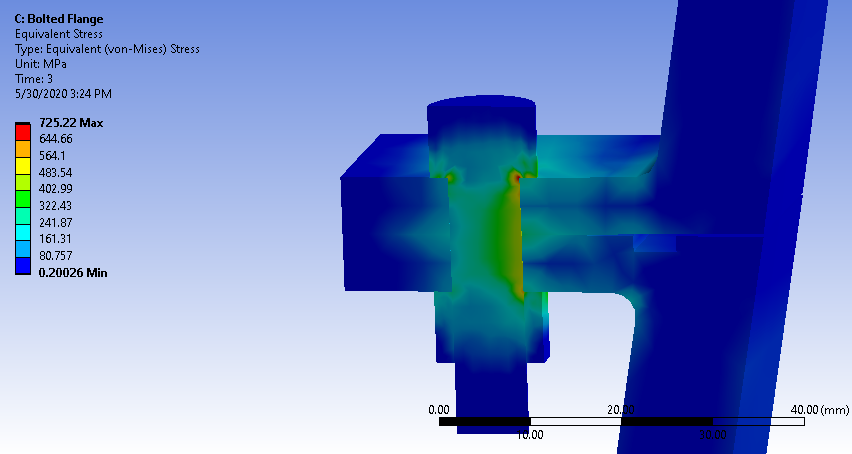 C: Bolted Flange
Equivalent Stress
Type: Equivalent (von-Mises) Stress
Unit: MPa
Time: 3
5/30/2020 3:24 PM
725.22 Max
644.66
564.1
483.54
402.99
322.43
241.87
161.31
80.757
0.20026 Min
0.00 20.00 40.00 (mm)
10.00 30.00